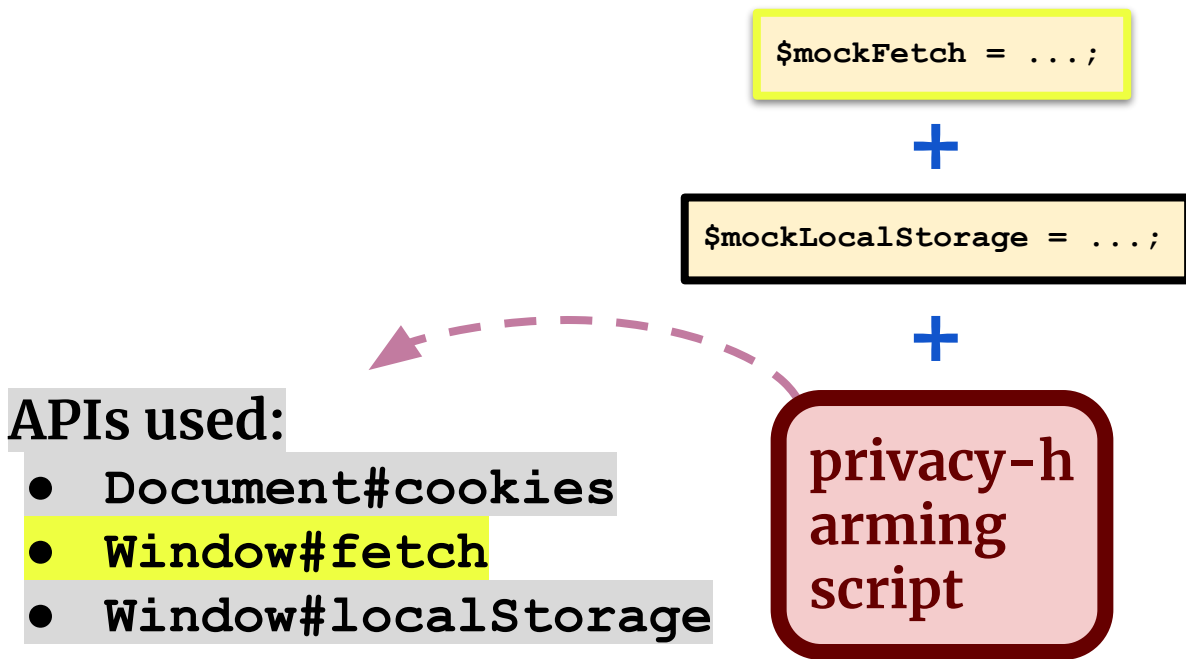 $mockFetch = ...;
+
$mockLocalStorage = ...;
+
APIs used:
● Document#cookies
● Window#fetch
● Window#localStorage
privacy-h
arming
script